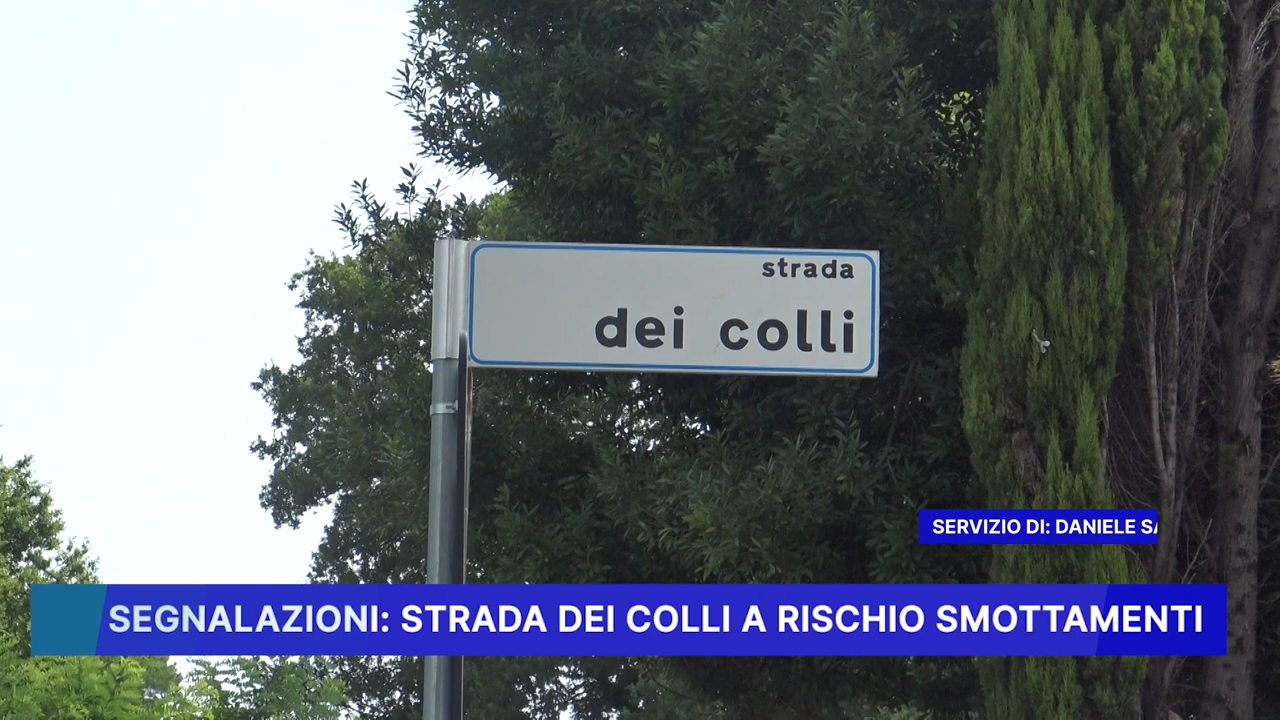 strada
dei colli
SERVIZIO DI: DANIELE
SEGNALAZIONI: STRADA DEI COLLI A RISCHIO SMOTTAMENTI